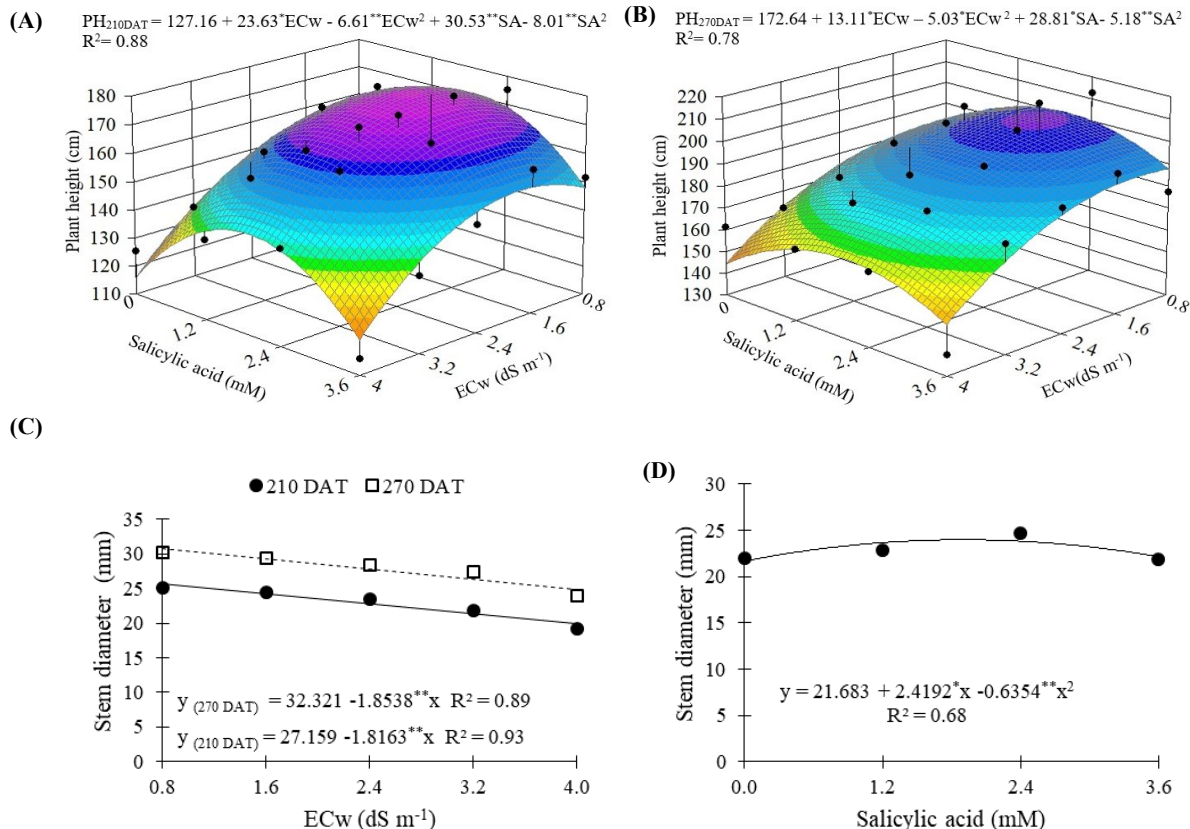 (A)
PH210DAT = 127.16 + 23.63*ECw - 6.61**ECw² + 30.53**SA- 8.01**SA²
R²= 0.88
180
170
160
150
140
130
120
110
Plant height (cm)
0
1.2
2.4
3.6
Salicylic acid (mM)
4
3.2
2.4
1.6
0.8
ECw (dS m⁻¹)
(B)
PH270DAT = 172.64 + 13.11*ECw – 5.03*ECw² + 28.81*SA- 5.18**SA²
R²= 0.78
220
210
200
190
180
170
160
150
140
130
Plant height (cm)
0
1.2
2.4
3.6
Salicylic acid (mM)
4
3.2
2.4
1.6
0.8
ECw(dS m⁻¹)
(C)
210 DAT 270 DAT
35
30
25
20
15
10
5
0
Stem diameter (mm)
y (270 DAT) = 32.321 -1.8538**x R² = 0.89
y (210 DAT) = 27.159 -1.8163**x R² = 0.93
0.8 1.6 2.4 3.2 4.0
ECw (dS m⁻¹)
(D)
30
25
20
15
10
5
0
Stem diameter (mm)
y = 21.683 + 2.4192*x -0.6354**x²
R² = 0.68
0.0 1.2 2.4 3.6
Salicylic acid (mM)